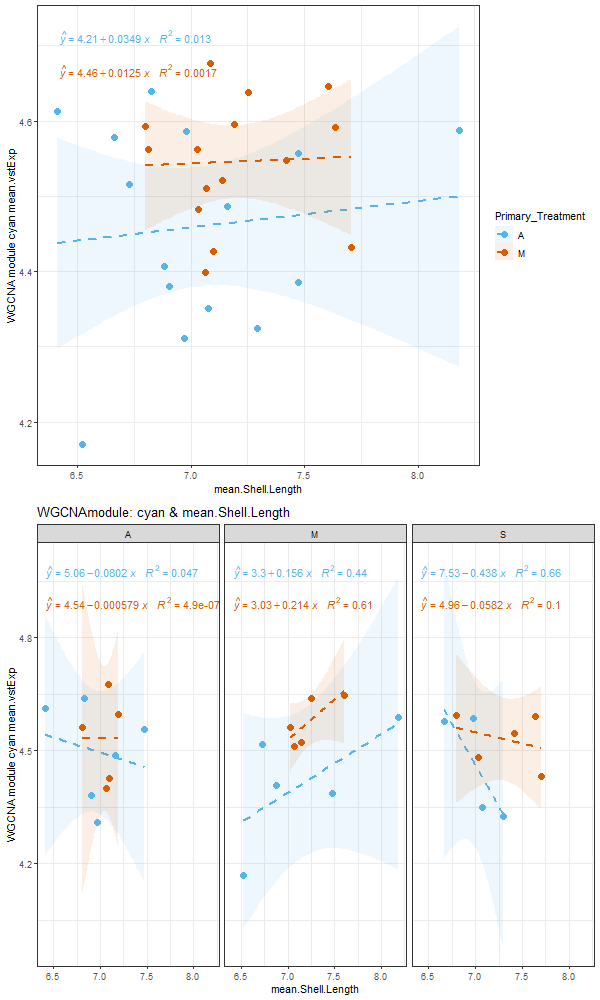 ŷ = 4.21 + 0.0349 x   R² = 0.013
ŷ = 4.46 + 0.0125 x   R² = 0.0017
4.6
4.4
4.2
WGCNA module cyan mean.vstExp
6.5 7.0 7.5 8.0
mean.Shell.Length
Primary_Treatment
A
M
WGCNAmodule: cyan & mean.Shell.Length
A M S
ŷ = 5.06 − 0.0802 x   R² = 0.047
ŷ = 4.54 − 0.000579 x   R² = 4.9e-07
ŷ = 3.3 + 0.156 x   R² = 0.44
ŷ = 3.03 + 0.214 x   R² = 0.61
ŷ = 7.53 − 0.438 x   R² = 0.66
ŷ = 4.96 − 0.0582 x   R² = 0.1
4.8
4.5
4.2
WGCNA module cyan mean.vstExp
6.5 7.0 7.5 8.0 6.5 7.0 7.5 8.0 6.5 7.0 7.5 8.0
mean.Shell.Length